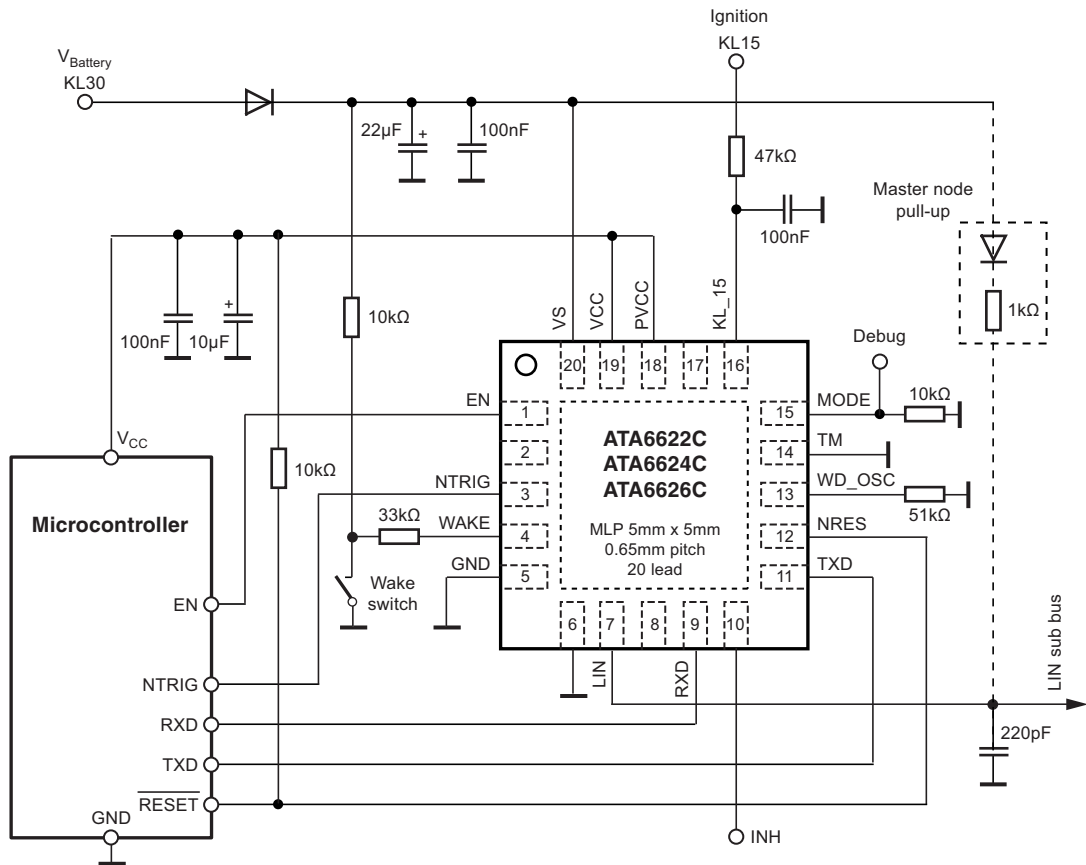 Ignition
KL15
VBattery
KL30
22µF
+
100nF
47kΩ
100nF
Master node
pull-up
1kΩ
100nF
10µF
+
10kΩ
VS
VCC
PVCC
KL_15
Debug
20
19
18
17
16
EN
1
2
NTRIG
3
WAKE
4
GND
5
ATA6622C
ATA6624C
ATA6626C
MLP 5mm x 5mm
0.65mm pitch
20 lead
15
MODE
10kΩ
14
TM
13
WD_OSC
51kΩ
12
NRES
11
TXD
6
7
8
9
10
LIN
RXD
VCC
Microcontroller
10kΩ
33kΩ
Wake
switch
EN
NTRIG
RXD
TXD
RESET
GND
INH
LIN sub bus
220pF